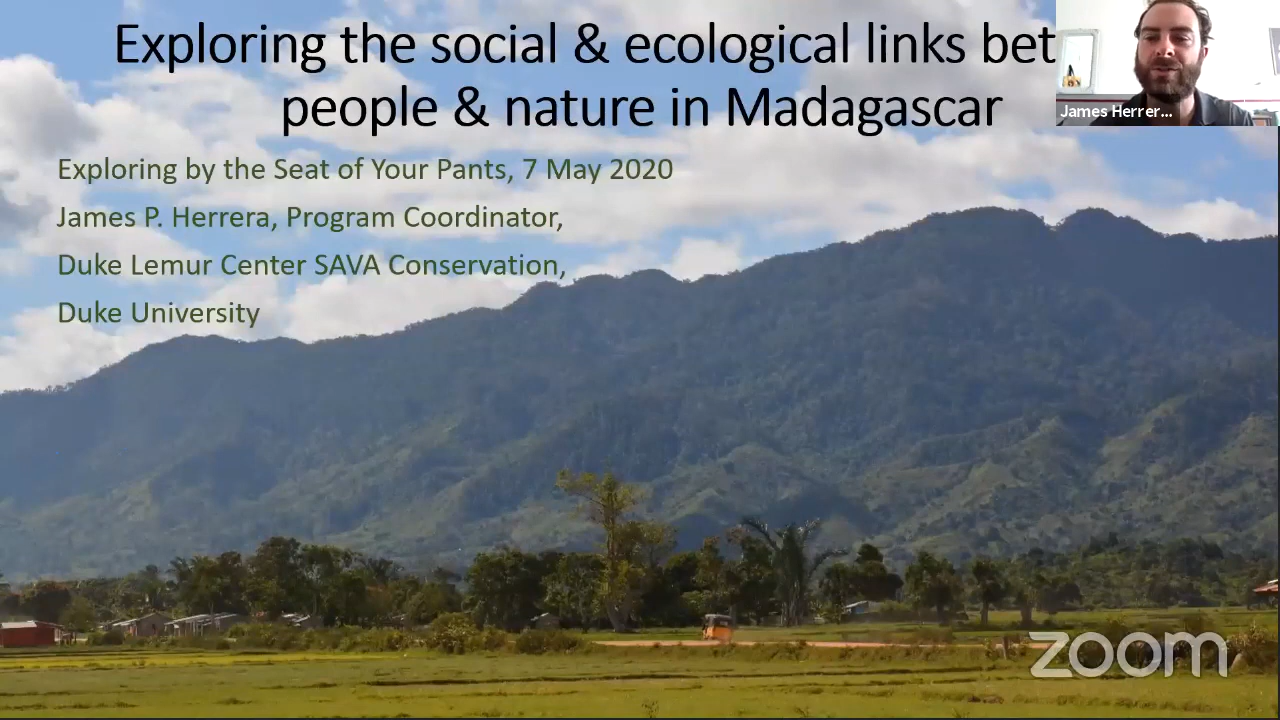 Exploring the social & ecological links bet
people & nature in Madagascar
James Herrer...
Exploring by the Seat of Your Pants, 7 May 2020
James P. Herrera, Program Coordinator,
Duke Lemur Center SAVA Conservation,
Duke University
zoom